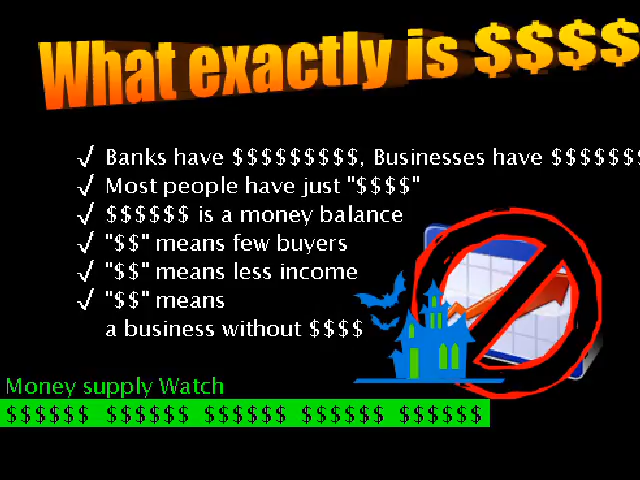 What exactly is $$$$
√ Banks have $$$$$$$$$, Businesses have $$$$$$$
√ Most people have just "$$$$"
√ $$$$$$ is a money balance
√ "$$" means few buyers
√ "$$" means less income
√ "$$" means
a business without $$$$
Money supply Watch
$$$$$$ $$$$$$ $$$$$$ $$$$$$ $$$$$$